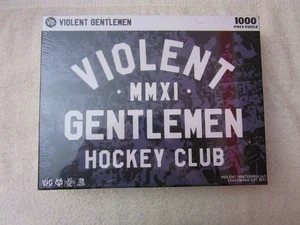 VIOLENT GENTLEMEN
1000
PIECE PUZZLE
VIOLENT
· MMXI ·
GENTLEMEN
HOCKEY CLUB